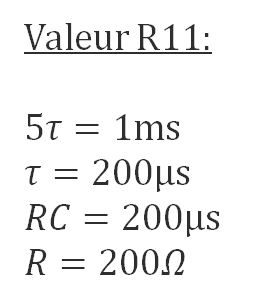 Valeur R11:
5τ = 1ms
τ = 200µs
RC = 200µs
R = 200Ω